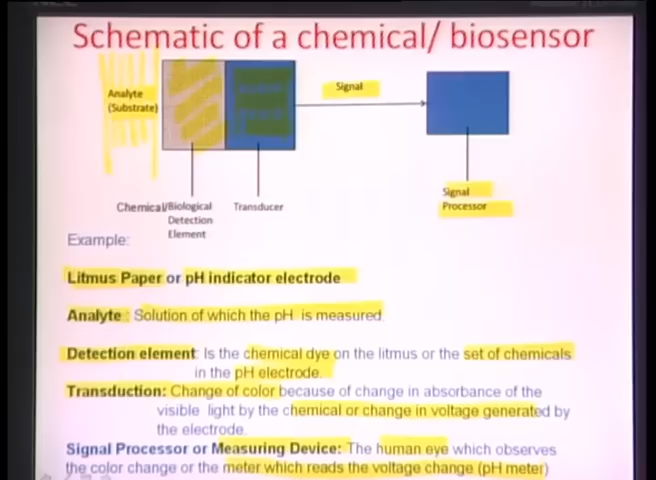 Schematic of a chemical/ biosensor
Analyte
(Substrate)
Signal
Chemical/Biological
Detection
Element
Transducer
Signal
Processor
Example:
Litmus Paper or pH indicator electrode
Analyte : Solution of which the pH is measured
Detection element: Is the chemical dye on the litmus or the set of chemicals
in the pH electrode.
Transduction: Change of color because of change in absorbance of the
visible light by the chemical or change in voltage generated by
the electrode.
Signal Processor or Measuring Device: The human eye which observes
the color change or the meter which reads the voltage change (pH meter)